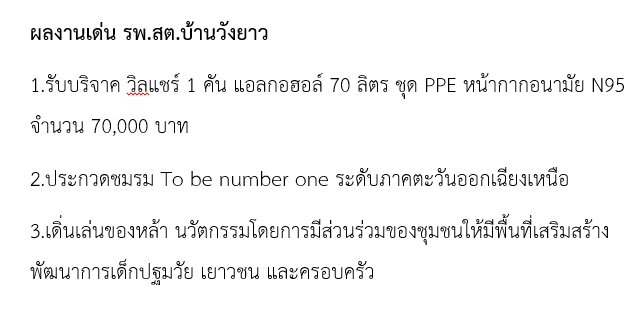 ผลงานเด่น รพ.สต.บ้านวังยาว
1.รับบริจาค วิลแชร์ 1 คัน แอลกอฮอล์ 70 ลิตร ชุด PPE หน้ากากอนามัย N95
จำนวน 70,000 บาท
2.ประกวดชมรม To be number one ระดับภาคตะวันออกเฉียงเหนือ
3.เดิ่นเล่นของหล้า นวัตกรรมโดยการมีส่วนร่วมของชุมชนให้มีพื้นที่เสริมสร้าง
พัฒนาการเด็กปฐมวัย เยาวชน และครอบครัว